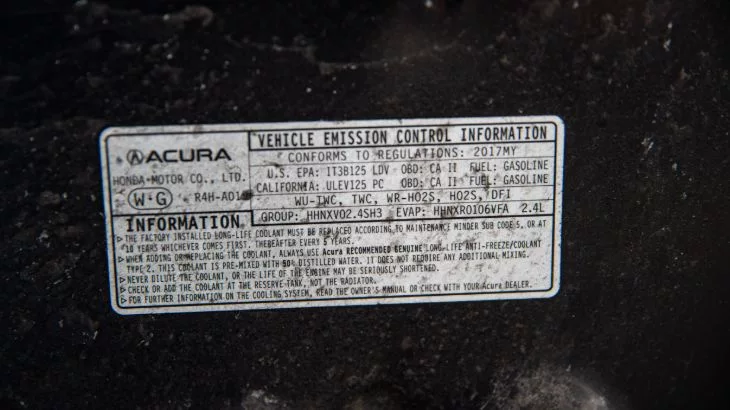 ACURA
HONDA MOTOR CO., LTD.
W·G R4H-A01
VEHICLE EMISSION CONTROL INFORMATION
CONFORMS TO REGULATIONS: 2017MY
U.S. EPA: 1T3B125 LDV OBD: CA II FUEL: GASOLINE
CALIFORNIA: ULEV125 PC OBD: CA II FUEL: GASOLINE
WU-TWC, TWC, WR-HO2S, HO2S, DFI
GROUP: HHNXV02.4SH3 EVAP: HHNXR0106VFA 2.4L
INFORMATION
▷ THE FACTORY INSTALLED LONG-LIFE COOLANT MUST BE REPLACED ACCORDING TO MAINTENANCE MINDER SUB CODE 5, OR AT
10 YEARS WHICHEVER COMES FIRST. THEREAFTER EVERY 5 YEARS.
▷ WHEN ADDING OR REPLACING THE COOLANT, ALWAYS USE Acura RECOMMENDED GENUINE LONG-LIFE ANTI-FREEZE/COOLANT
TYPE 2. THIS COOLANT IS PRE-MIXED WITH 50% DISTILLED WATER. IT DOES NOT REQUIRE ANY ADDITIONAL MIXING.
▷ NEVER DILUTE THE COOLANT, OR THE LIFE OF THE ENGINE MAY BE SERIOUSLY SHORTENED.
▷ CHECK OR ADD THE COOLANT AT THE RESERVE TANK, NOT THE RADIATOR.
▷ FOR FURTHER INFORMATION ON THE COOLING SYSTEM, READ THE OWNER'S MANUAL OR CHECK WITH YOUR Acura DEALER.